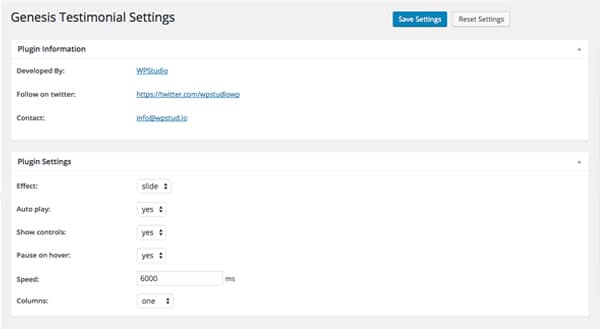 Genesis Testimonial Settings Save Settings Reset Settings
Plugin Information
Developed By: WPStudio
Follow on twitter: https://twitter.com/wpstudiowp
Contact: info@wpstud.io
Plugin Settings
Effect: slide
Auto play: yes
Show controls: yes
Pause on hover: yes
Speed: 6000 ms
Columns: one